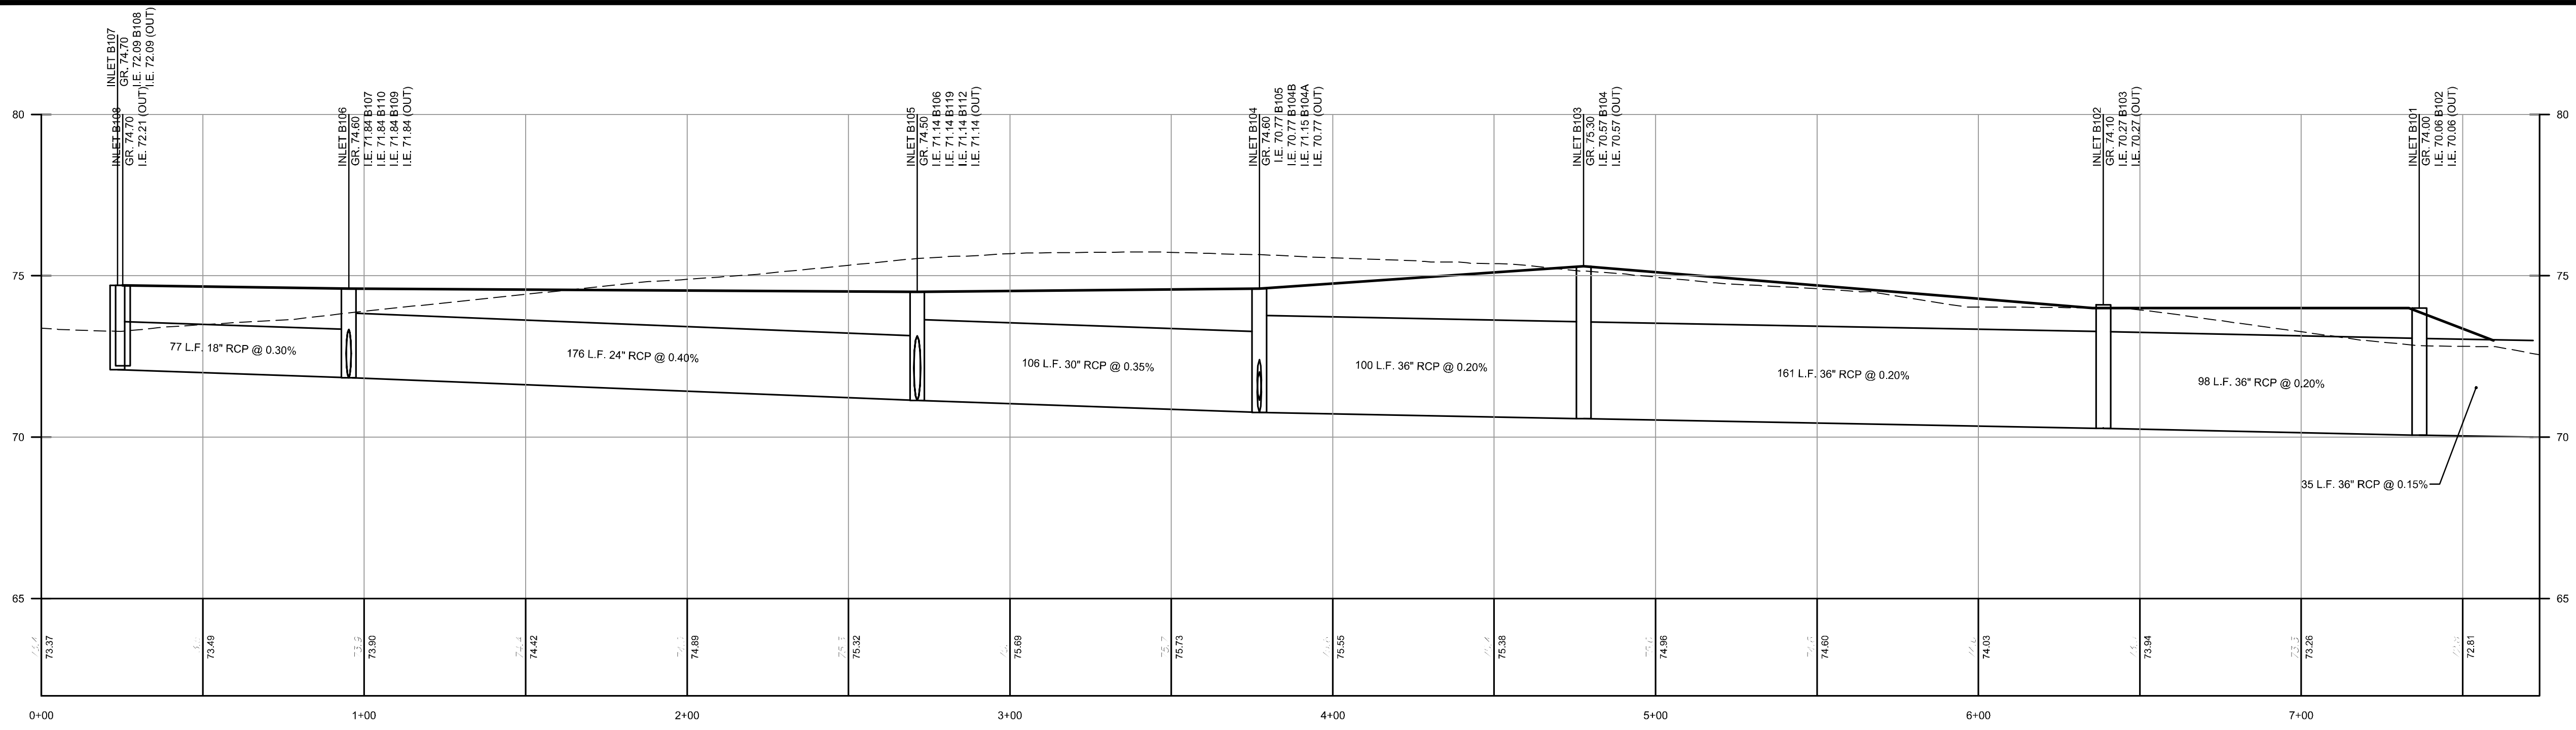 INLET B107
GR. 74.70
I.E. 72.09 B108
I.E. 72.09 (OUT)
INLET B108
GR. 74.70
I.E. 72.21 (OUT)
INLET B106
GR. 74.60
I.E. 71.84 B107
I.E. 71.84 B110
I.E. 71.84 B109
I.E. 71.84 (OUT)
INLET B105
GR. 74.50
I.E. 71.14 B106
I.E. 71.14 B119
I.E. 71.14 B112
I.E. 71.14 (OUT)
INLET B104
GR. 74.60
I.E. 70.77 B105
I.E. 70.77 B104B
I.E. 71.15 B104A
I.E. 70.77 (OUT)
INLET B103
GR. 75.30
I.E. 70.57 B104
I.E. 70.57 (OUT)
INLET B102
GR. 74.10
I.E. 70.27 B103
I.E. 70.27 (OUT)
INLET B101
GR. 74.00
I.E. 70.06 B102
I.E. 70.06 (OUT)
80
80
75
75
77 L.F. 18" RCP @ 0.30%
176 L.F. 24" RCP @ 0.40%
106 L.F. 30" RCP @ 0.35%
100 L.F. 36" RCP @ 0.20%
161 L.F. 36" RCP @ 0.20%
98 L.F. 36" RCP @ 0.20%
70
70
35 L.F. 36" RCP @ 0.15%
65
65
73.37
73.49
73.90
74.42
74.89
75.32
75.69
75.73
75.55
75.38
74.96
74.60
74.03
73.94
73.26
72.81
0+00
1+00
2+00
3+00
4+00
5+00
6+00
7+00